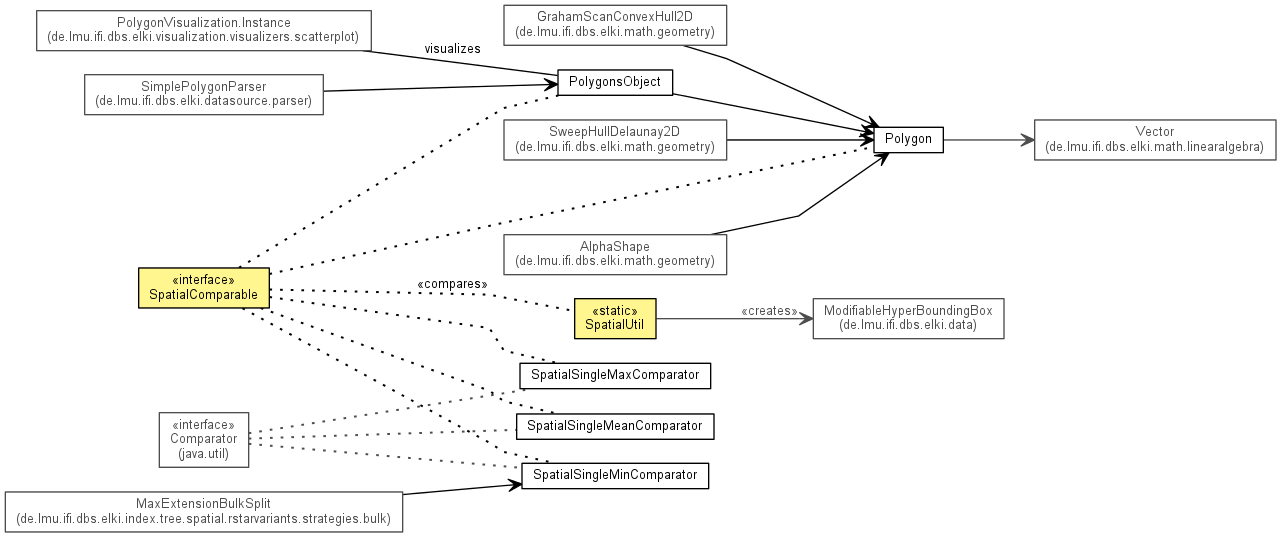 PolygonVisualization.Instance
(de.lmu.ifi.dbs.elki.visualization.visualizers.scatterplot)
GrahamScanConvexHull2D
(de.lmu.ifi.dbs.elki.math.geometry)
visualizes
SimplePolygonParser
(de.lmu.ifi.dbs.elki.datasource.parser)
PolygonsObject
SweepHullDelaunay2D
(de.lmu.ifi.dbs.elki.math.geometry)
Polygon
Vector
(de.lmu.ifi.dbs.elki.math.linearalgebra)
AlphaShape
(de.lmu.ifi.dbs.elki.math.geometry)
«interface»
SpatialComparable
«compares»
«static»
SpatialUtil
«creates»
ModifiableHyperBoundingBox
(de.lmu.ifi.dbs.elki.data)
SpatialSingleMaxComparator
«interface»
Comparator
(java.util)
SpatialSingleMeanComparator
SpatialSingleMinComparator
MaxExtensionBulkSplit
(de.lmu.ifi.dbs.elki.index.tree.spatial.rstarvariants.strategies.bulk)